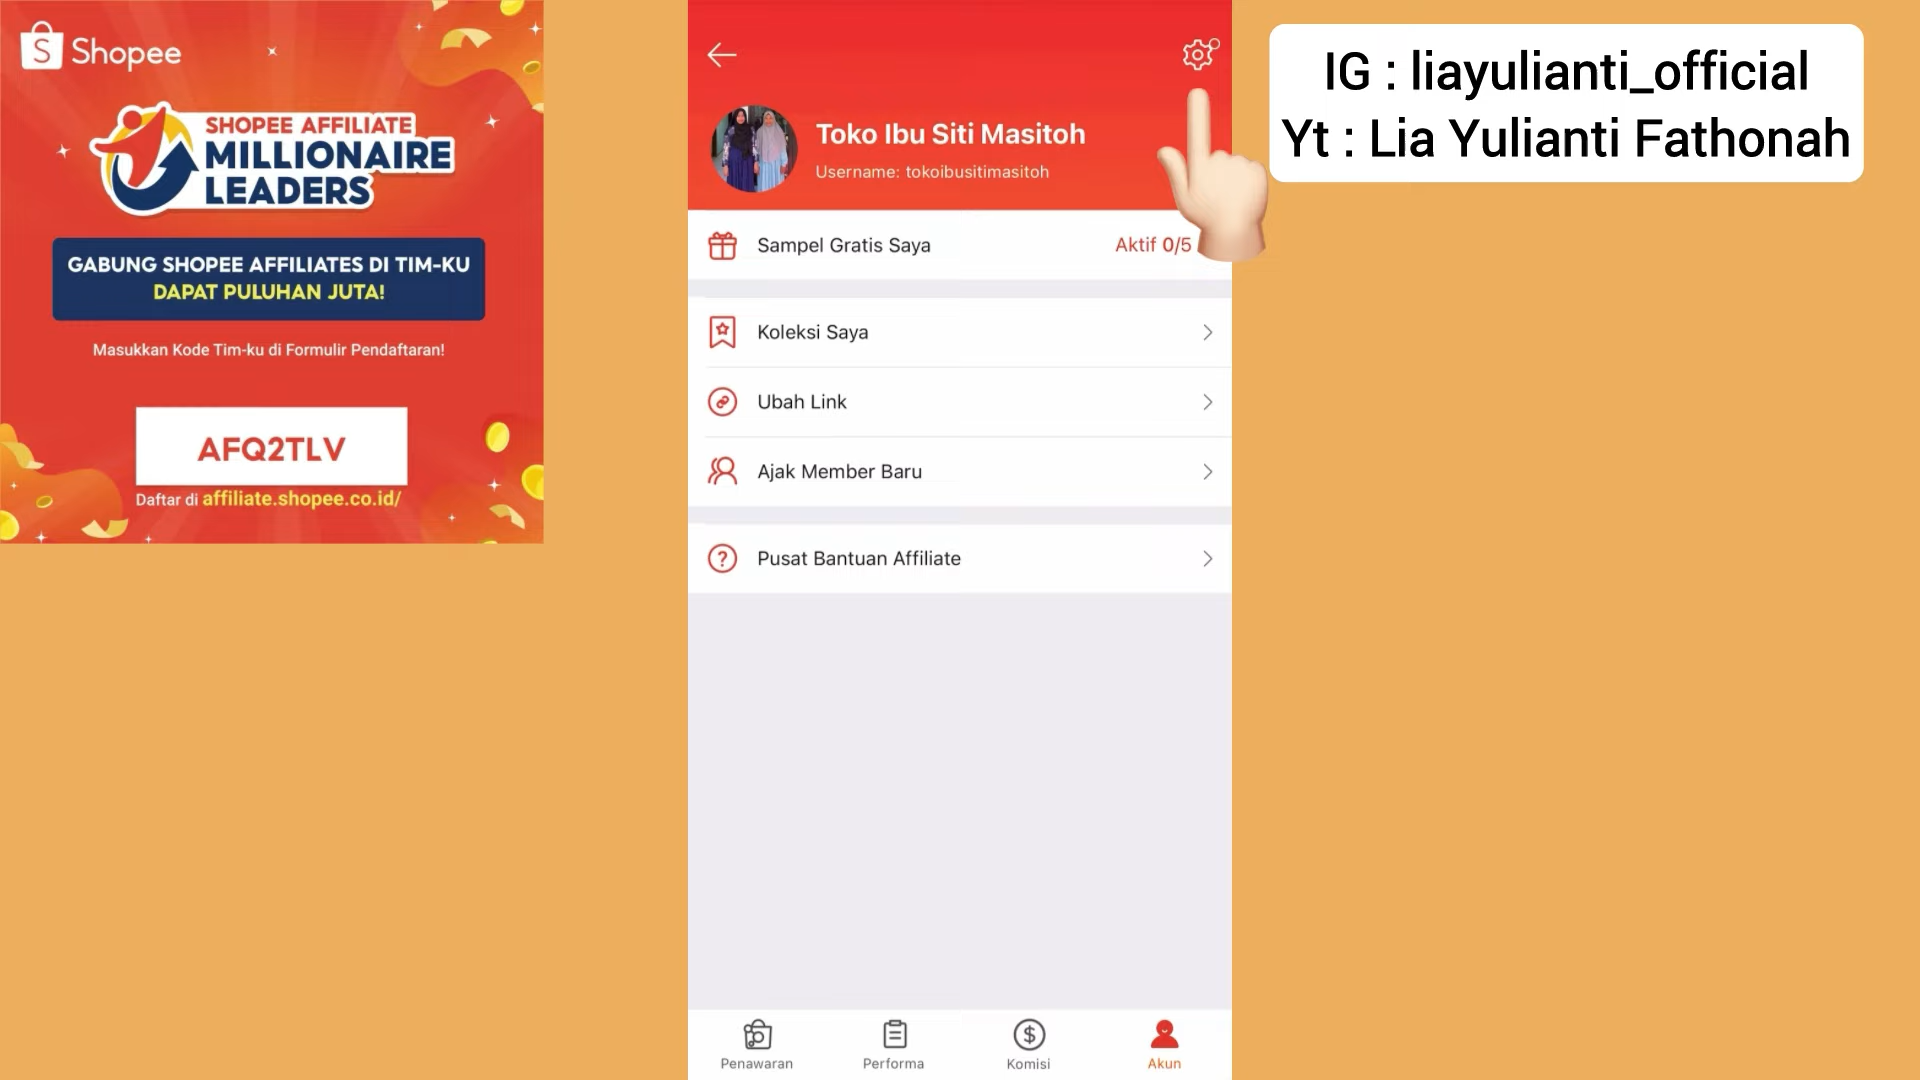 Shopee
SHOPEE AFFILIATE
MILLIONAIRE
LEADERS
GABUNG SHOPEE AFFILIATES DI TIM-KU
DAPAT PULUHAN JUTA!
Masukkan Kode Tim-ku di Formulir Pendaftaran!
AFQ2TLV
Daftar di affiliate.shopee.co.id/
Toko Ibu Siti Masitoh
Username: tokoibusitimasitoh
Sampel Gratis Saya
Aktif 0/5
Koleksi Saya
Ubah Link
Ajak Member Baru
Pusat Bantuan Affiliate
Penawaran
Performa
Komisi
Akun
IG : liayulianti_official
Yt : Lia Yulianti Fathonah